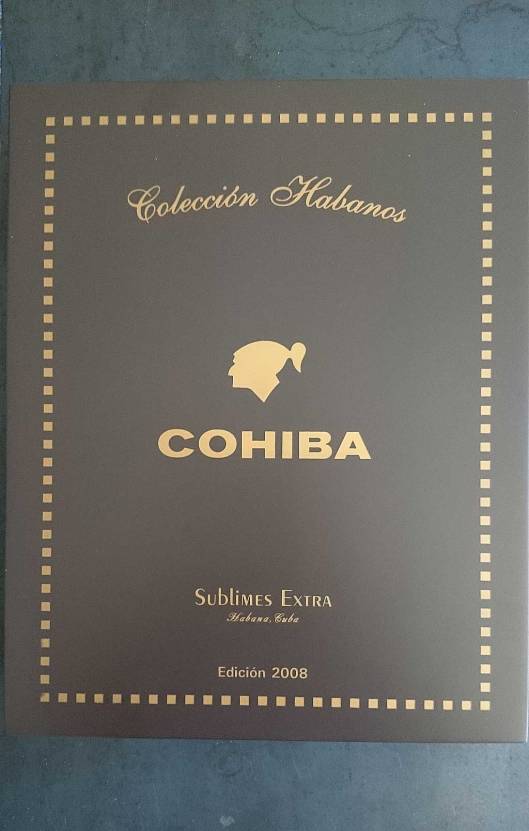 Colección Habanos
COHIBA
Sublimes Extra
Habana, Cuba
Edición 2008